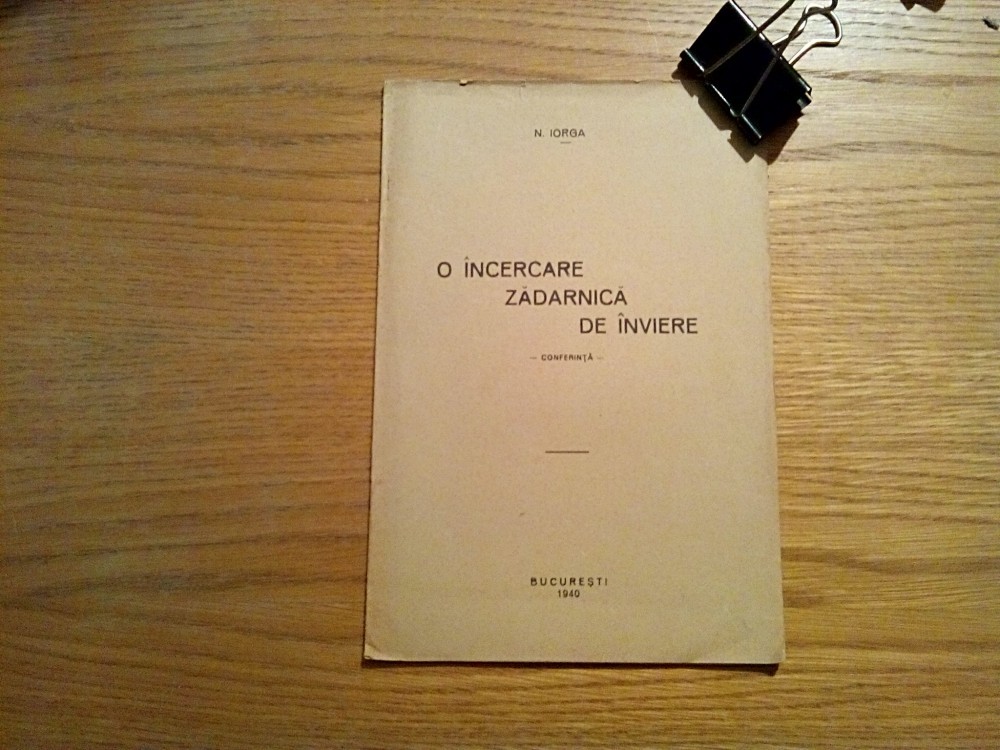 N. IORGA
O ÎNCERCARE
ZĂDARNICĂ
DE ÎNVIERE
— CONFERINȚĂ —
BUCUREȘTI
1940